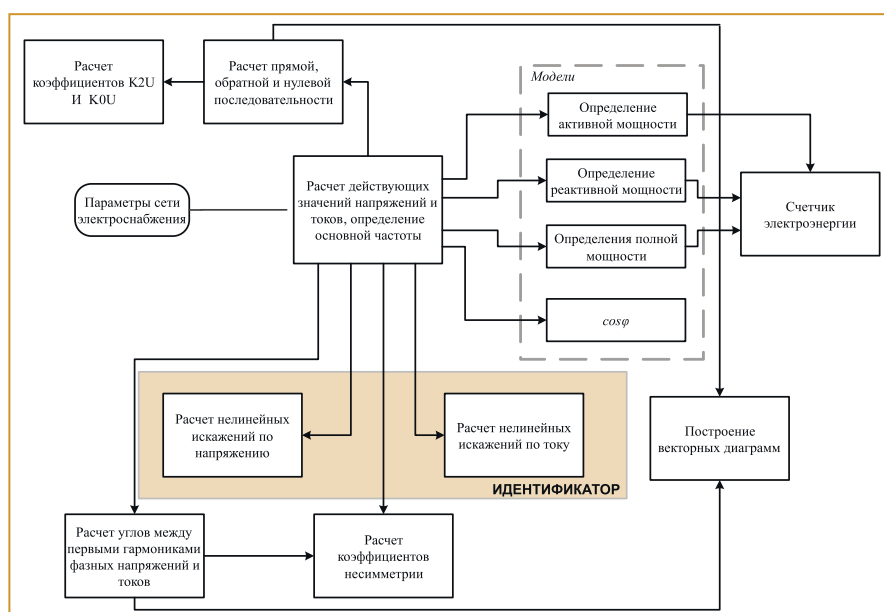 Расчет
коэффициентов K2U
И K0U
Расчет прямой,
обратной и нулевой
последовательности
Модели
Определение
активной мощности
Параметры сети
электроснабжения
Расчет действующих
значений напряжений и
токов, определение
основной частоты
Определение
реактивной мощности
Счетчик
электроэнергии
Определения полной
мощности
cosφ
Расчет нелинейных
искажений по
напряжению
Расчет нелинейных
искажений по току
ИДЕНТИФИКАТОР
Построение
векторных диаграмм
Расчет углов между
первыми гармониками
фазных напряжений и
токов
Расчет
коэффициентов
несимметрии